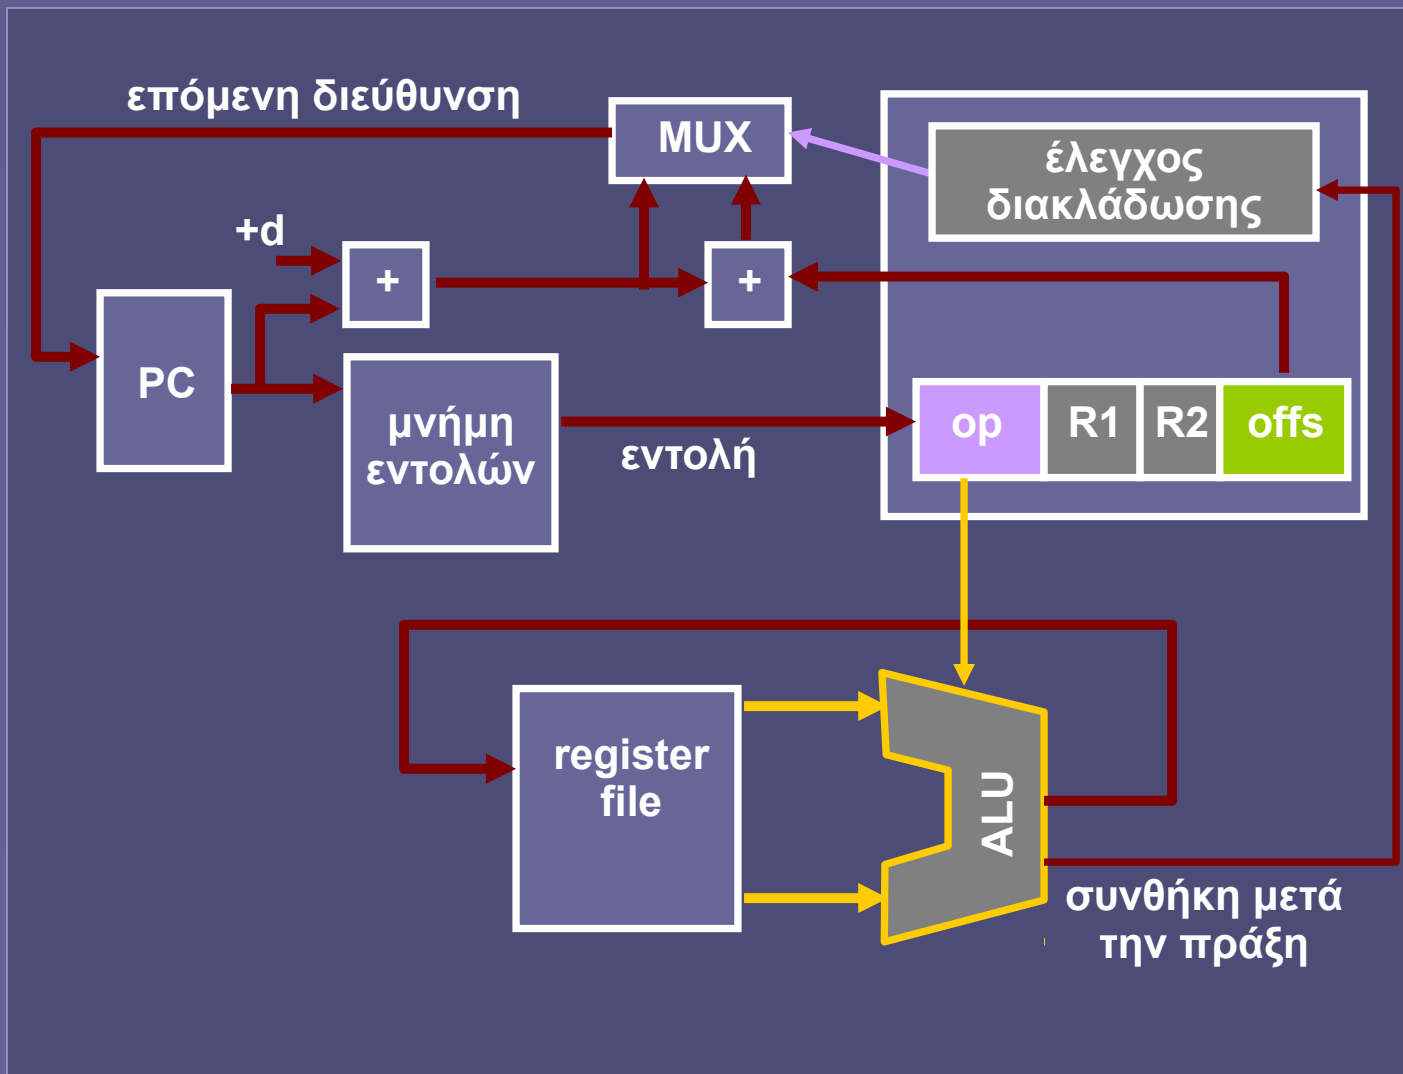 επόμενη διεύθυνση
MUX
έλεγχος
διακλάδωσης
+d
+
+
PC
μνήμη
εντολών
εντολή
op
R1
R2
offs
register
file
ALU
συνθήκη μετά
την πράξη